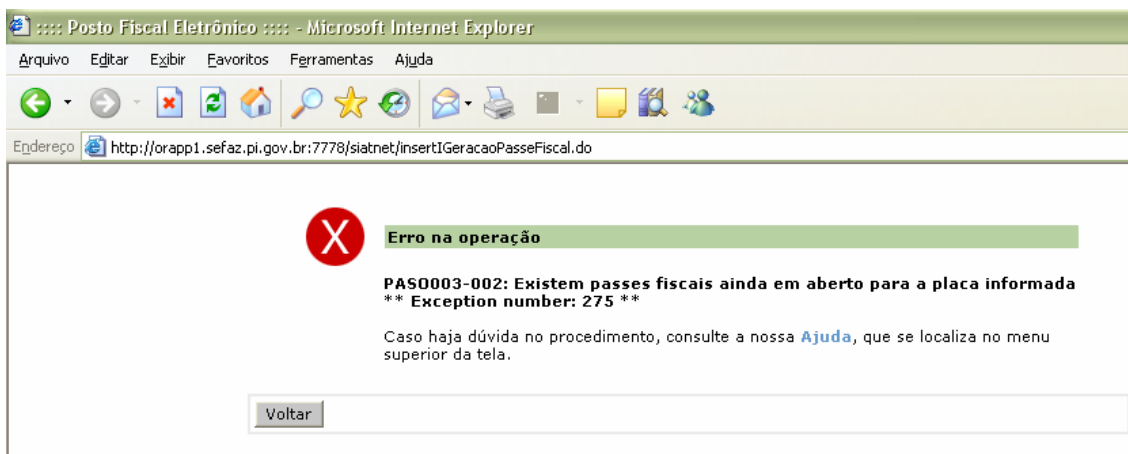 :::: Posto Fiscal Eletrônico :::: - Microsoft Internet Explorer
Arquivo Editar Exibir Favoritos Ferramentas Ajuda
Endereço http://orapp1.sefaz.pi.gov.br:7778/siatnet/insertIGeracaoPasseFiscal.do
X
Erro na operação
PAS0003-002: Existem passes fiscais ainda em aberto para a placa informada
** Exception number: 275 **
Caso haja dúvida no procedimento, consulte a nossa Ajuda, que se localiza no menu
superior da tela.
Voltar